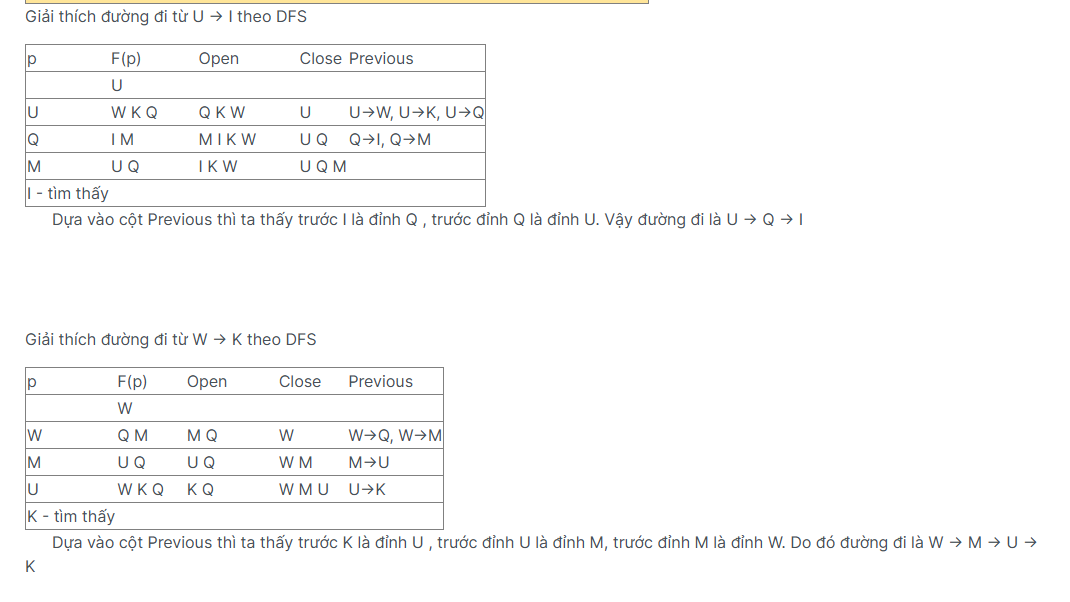 Giải thích đường đi từ U → I theo DFS
p F(p) Open Close Previous
U
U W K Q Q K W U U→W, U→K, U→Q
Q I M M I K W U Q Q→I, Q→M
M U Q I K W U Q M
I - tìm thấy
Dựa vào cột Previous thì ta thấy trước I là đỉnh Q , trước đỉnh Q là đỉnh U. Vậy đường đi là U → Q → I
Giải thích đường đi từ W → K theo DFS
p F(p) Open Close Previous
W
W Q M M Q W W→Q, W→M
M U Q U Q W M M→U
U W K Q K Q W M U U→K
K - tìm thấy
Dựa vào cột Previous thì ta thấy trước K là đỉnh U , trước đỉnh U là đỉnh M, trước đỉnh M là đỉnh W. Do đó đường đi là W → M → U →
K